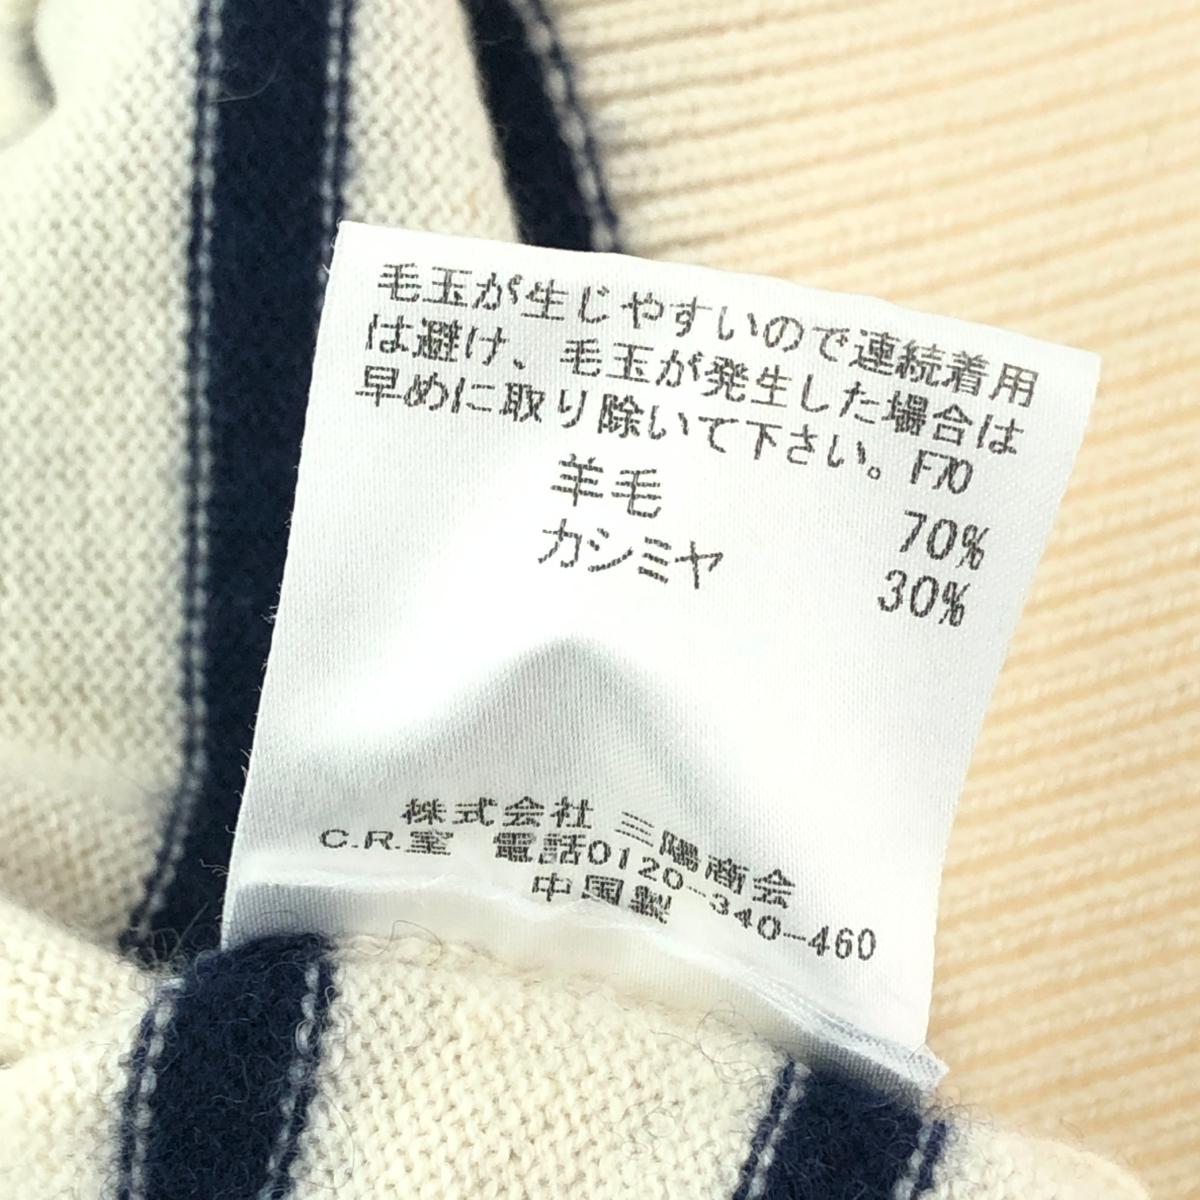 毛玉が生じやすいので連続着用
は避け、毛玉が発生した場合は
早めに取り除いて下さい。F70
羊毛 70%
カシミヤ 30%
株式会社 三陽商会
C.R.室 電話0120-340-460
中国製